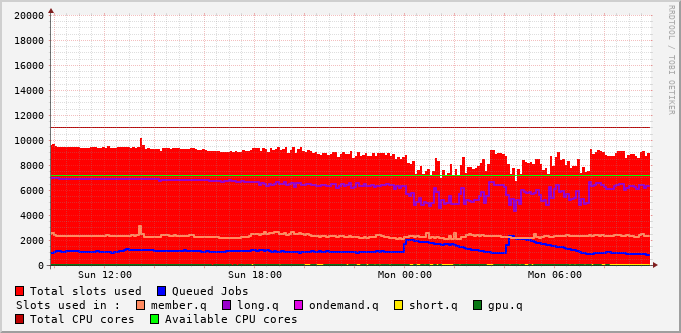 RRDTOOL / TOBI OETIKER
20000
18000
16000
14000
12000
10000
8000
6000
4000
2000
0
Sun 12:00 Sun 18:00 Mon 00:00 Mon 06:00
Total slots used Queued Jobs
Slots used in : member.q long.q ondemand.q short.q gpu.q
Total CPU cores Available CPU cores